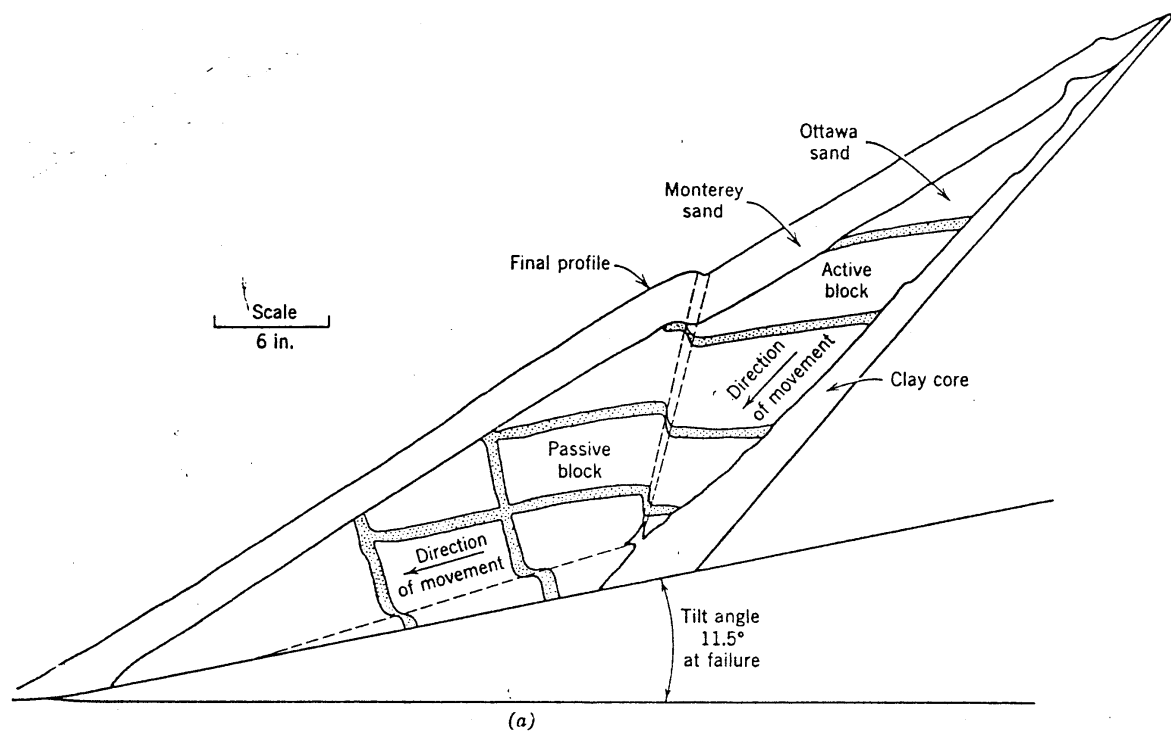 Ottawa
sand
Monterey
sand
Final profile
Active
block
Scale
6 in.
Direction
of movement
Clay core
Passive
block
Direction
of movement
Tilt angle
11.5°
at failure
(a)